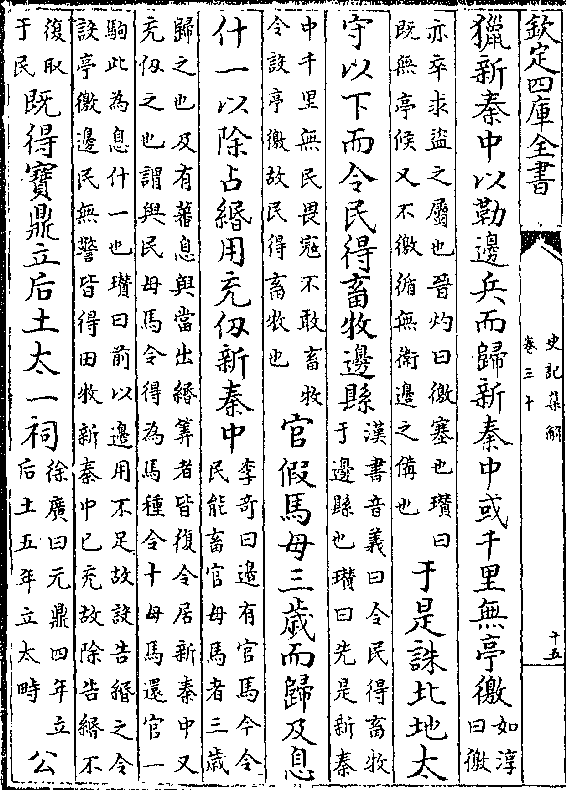 欽定四庫全書
史記集解
卷三十
十五
獵新秦中以勒邊兵而歸新秦中或千里無亭徼
如淳
曰徼
亦卒求盜之屬也晉灼曰徼塞也瓚曰
既無亭候又不徼循無衛邊之備也
于是誅北地太
守以下而令民得畜牧邊縣
漢書音義曰令民得畜牧
于邊縣也瓚曰先是新秦
中千里無民畏寇不敢畜牧
令設亭徼故民得畜牧也
官假馬母三歲而歸及息
什一以除占緡用充仞新秦中
李奇曰邊有官馬今令
民能畜官母馬者三歲
歸之也及有蕃息與當出緡筭者皆復令居新秦中又
充仞之也謂與民母馬令得為馬種令十母馬還官一
駒此為息什一也瓚曰前以邊用不足故設告緡之令
設亭徼邊民無警皆得田牧新秦中已充故除告緡不
復取
于民
既得寶鼎立后土太一祠
徐廣曰元鼎四年立
后土五年立太畤
公